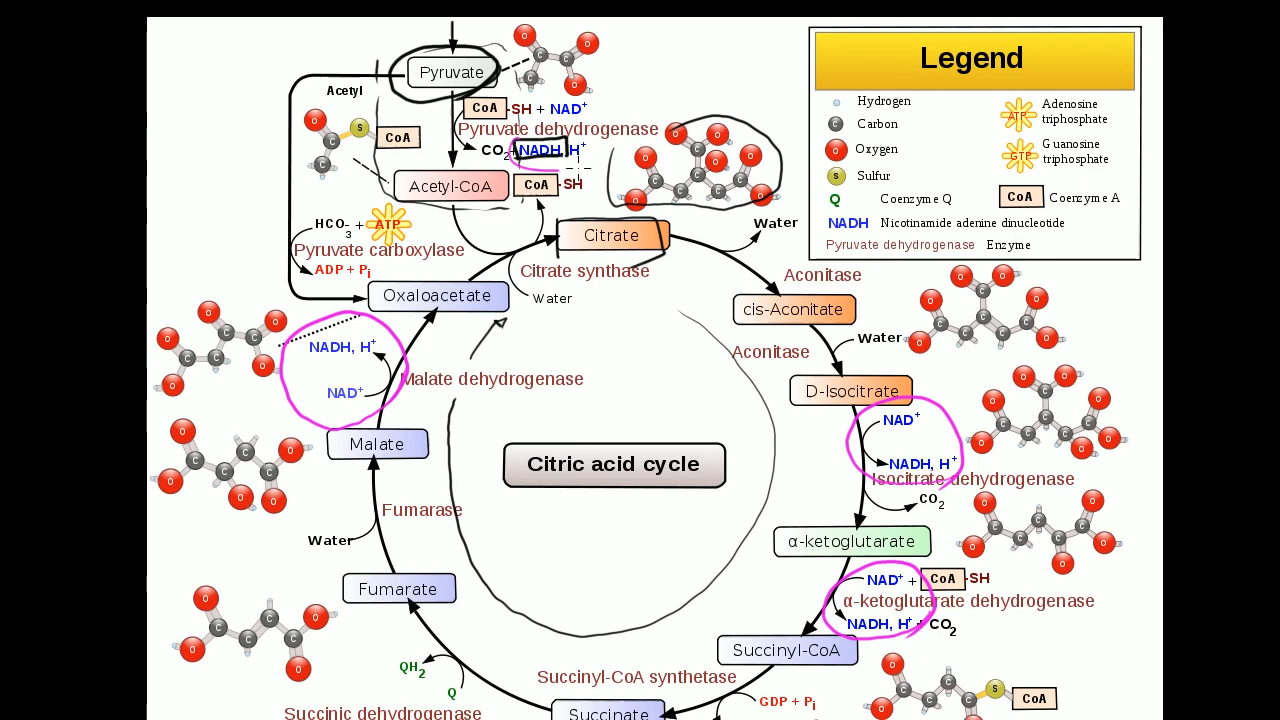 Legend
Hydrogen
Carbon
Oxygen
S Sulfur
Q Coenzyme Q
NADH Nicotinamide adenine dinucleotide
Pyruvate dehydrogenase Enzyme
ATP Adenosine triphosphate
GTP Guanosine triphosphate
CoA Coenzyme A
Pyruvate
Acetyl
CoA-SH + NAD+
Pyruvate dehydrogenase
CO2+ NADH, H+
S CoA
Acetyl-CoA
CoA-SH
HCO3- + ATP
Pyruvate carboxylase
ADP + Pi
Citrate
Water
Citrate synthase
Water
Oxaloacetate
Aconitase
cis-Aconitate
Water
Aconitase
D-Isocitrate
NAD+
NADH, H+
Isocitrate dehydrogenase
CO2
α-ketoglutarate
NAD+ + CoA-SH
α-ketoglutarate dehydrogenase
NADH, H+ + CO2
Succinyl-CoA
S CoA
Succinyl-CoA synthetase
GDP + Pi
Succinate
Succinic dehydrogenase
Q
QH2
Fumarate
Water
Fumarase
Malate
Malate dehydrogenase
NAD+
NADH, H+
Citric acid cycle